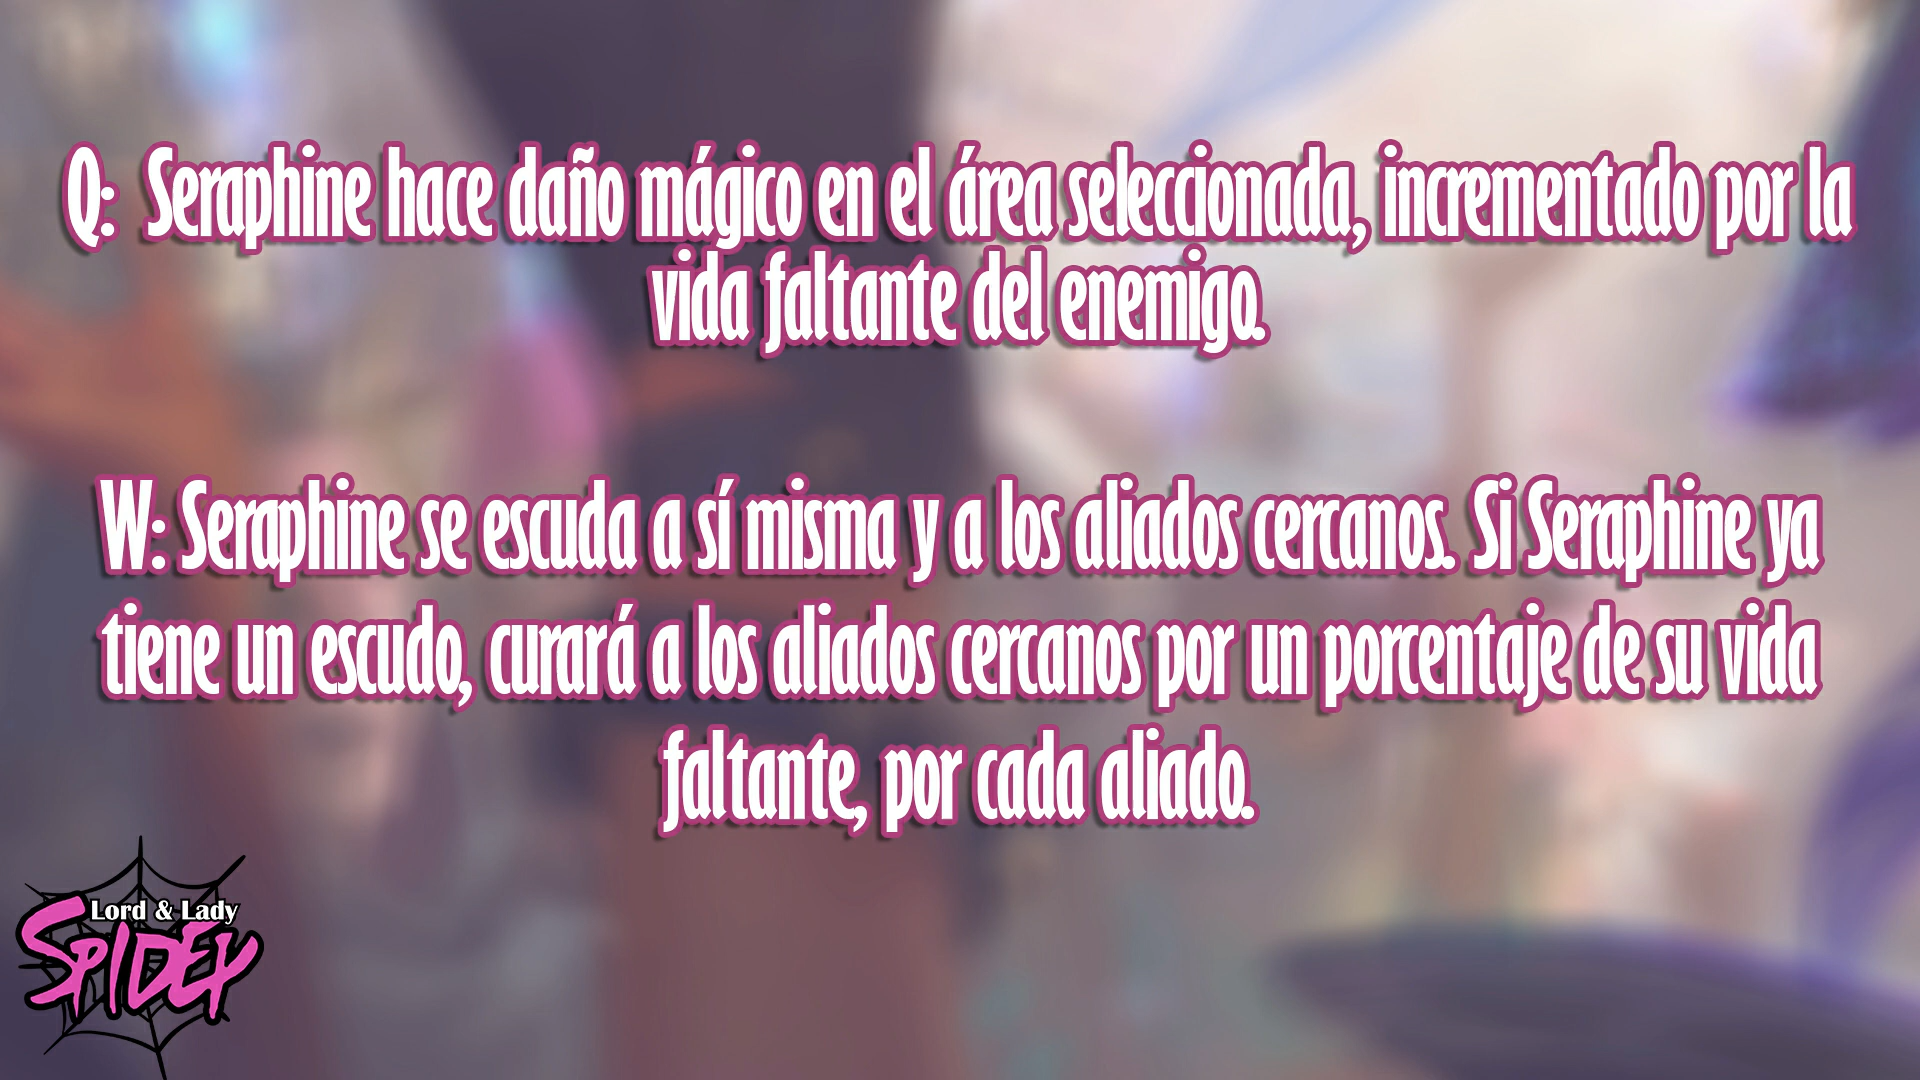 Q: Seraphine hace daño mágico en el área seleccionada, incrementado por la
vida faltante del enemigo.
W: Seraphine se escuda a sí misma y a los aliados cercanos. Si Seraphine ya
tiene un escudo, curará a los aliados cercanos por un porcentaje de su vida
faltante, por cada aliado.
Lord & Lady
SPIDEY